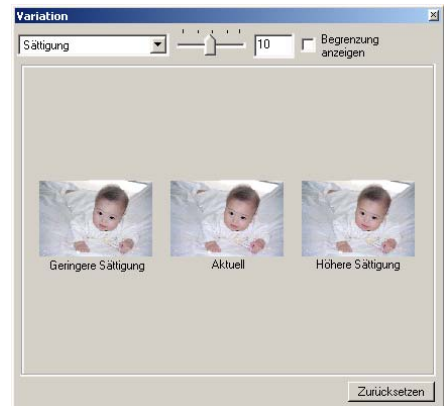 Variation
Sättigung 10 Begrenzung
anzeigen
Geringere Sättigung Aktuell Höhere Sättigung
Zurücksetzen